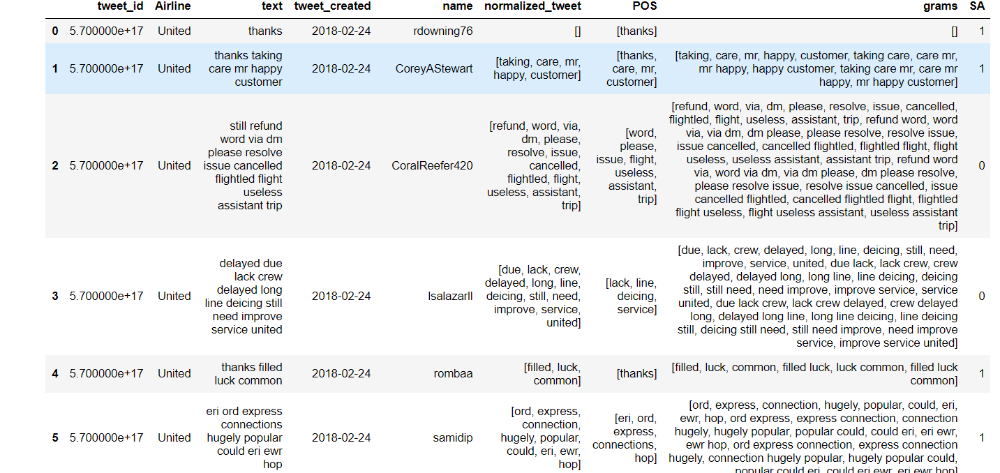 tweet_id Airline text tweet_created name normalized_tweet POS grams SA
0 5.700000e+17 United thanks 2018-02-24 rdowning76 [] [thanks] [] 1
1 5.700000e+17 United thanks taking care mr happy customer 2018-02-24 CoreyAStewart [taking, care, mr, happy, customer] [thanks, care, mr, customer] [taking, care, mr, happy, customer, taking care, care mr, mr happy, happy customer, taking care mr, care mr happy, mr happy customer] 1
2 5.700000e+17 United still refund word via dm please resolve issue cancelled flightled flight useless assistant trip 2018-02-24 CoralReefer420 [refund, word, via, dm, please, resolve, issue, cancelled, flightled, flight, useless, assistant, trip] [word, please, issue, flight, useless, assistant, trip] [refund, word, via, dm, please, resolve, issue, cancelled, flightled, flight, useless, assistant, trip, refund word, word via, via dm, dm please, please resolve, resolve issue, issue cancelled, cancelled flightled, flightled flight, flight useless, useless assistant, assistant trip, refund word via, word via dm, via dm please, dm please resolve, please resolve issue, resolve issue cancelled, issue cancelled flightled, cancelled flightled flight, flightled flight useless, flight useless assistant, useless assistant trip] 0
3 5.700000e+17 United delayed due lack crew delayed long line deicing still need improve service united 2018-02-24 lsalazarll [due, lack, crew, delayed, long, line, deicing, still, need, improve, service, united] [lack, line, deicing, service] [due, lack, crew, delayed, long, line, deicing, still, need, improve, service, united, due lack, lack crew, crew delayed, delayed long, long line, line deicing, deicing still, still need, need improve, improve service, service united, due lack crew, lack crew delayed, crew delayed long, delayed long line, long line deicing, line deicing still, deicing still need, still need improve, need improve service, improve service united] 0
4 5.700000e+17 United thanks filled luck common 2018-02-24 rombaa [filled, luck, common] [thanks] [filled, luck, common, filled luck, luck common, filled luck common] 1
5 5.700000e+17 United eri ord express connections hugely popular could eri ewr hop 2018-02-24 samidip [ord, express, connection, hugely, popular, could, eri, ewr, hop] [eri, ord, express, connections, hop] [ord, express, connection, hugely, popular, could, eri, ewr, hop, ord express, express connection, connection hugely, hugely popular, popular could, could eri, eri ewr, ewr hop, ord express connection, express connection hugely, connection hugely popular, hugely popular could, popular could eri, could eri ewr, eri ewr hop] 1